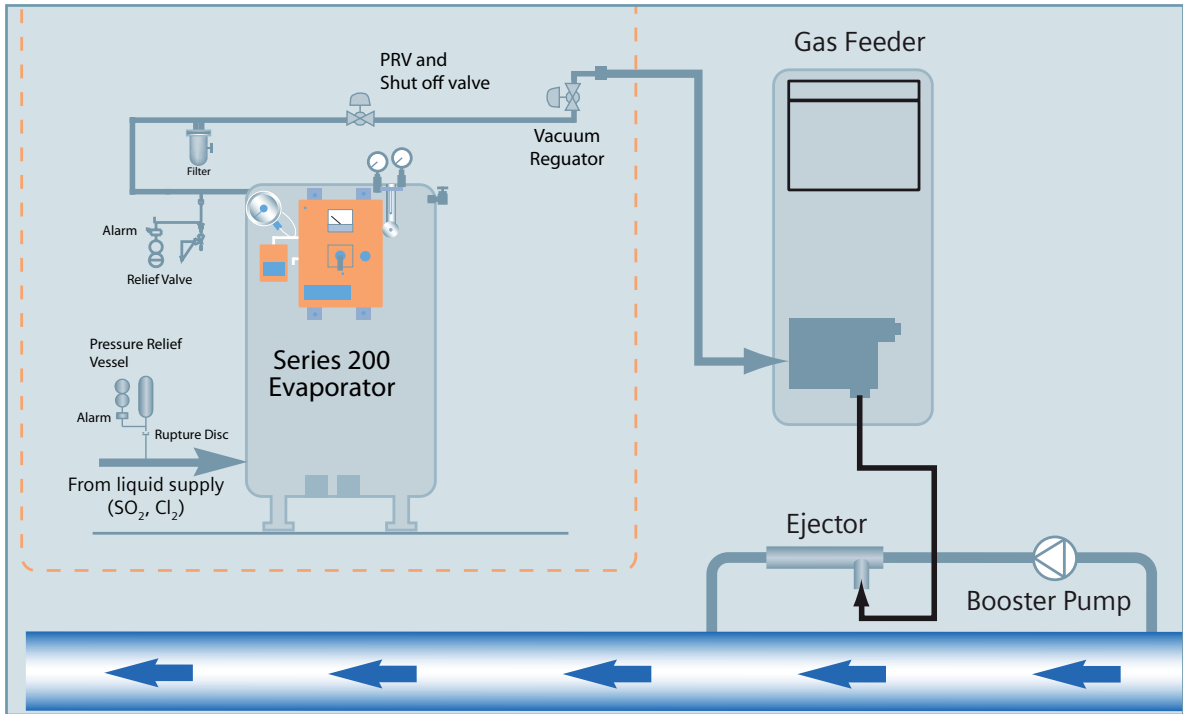 Gas Feeder
PRV and
Shut off valve
Vacuum
Reguator
Filter
Alarm
Relief Valve
Series 200
Evaporator
Pressure Relief
Vessel
Alarm
Rupture Disc
From liquid supply
(SO₂, Cl₂)
Ejector
Booster Pump